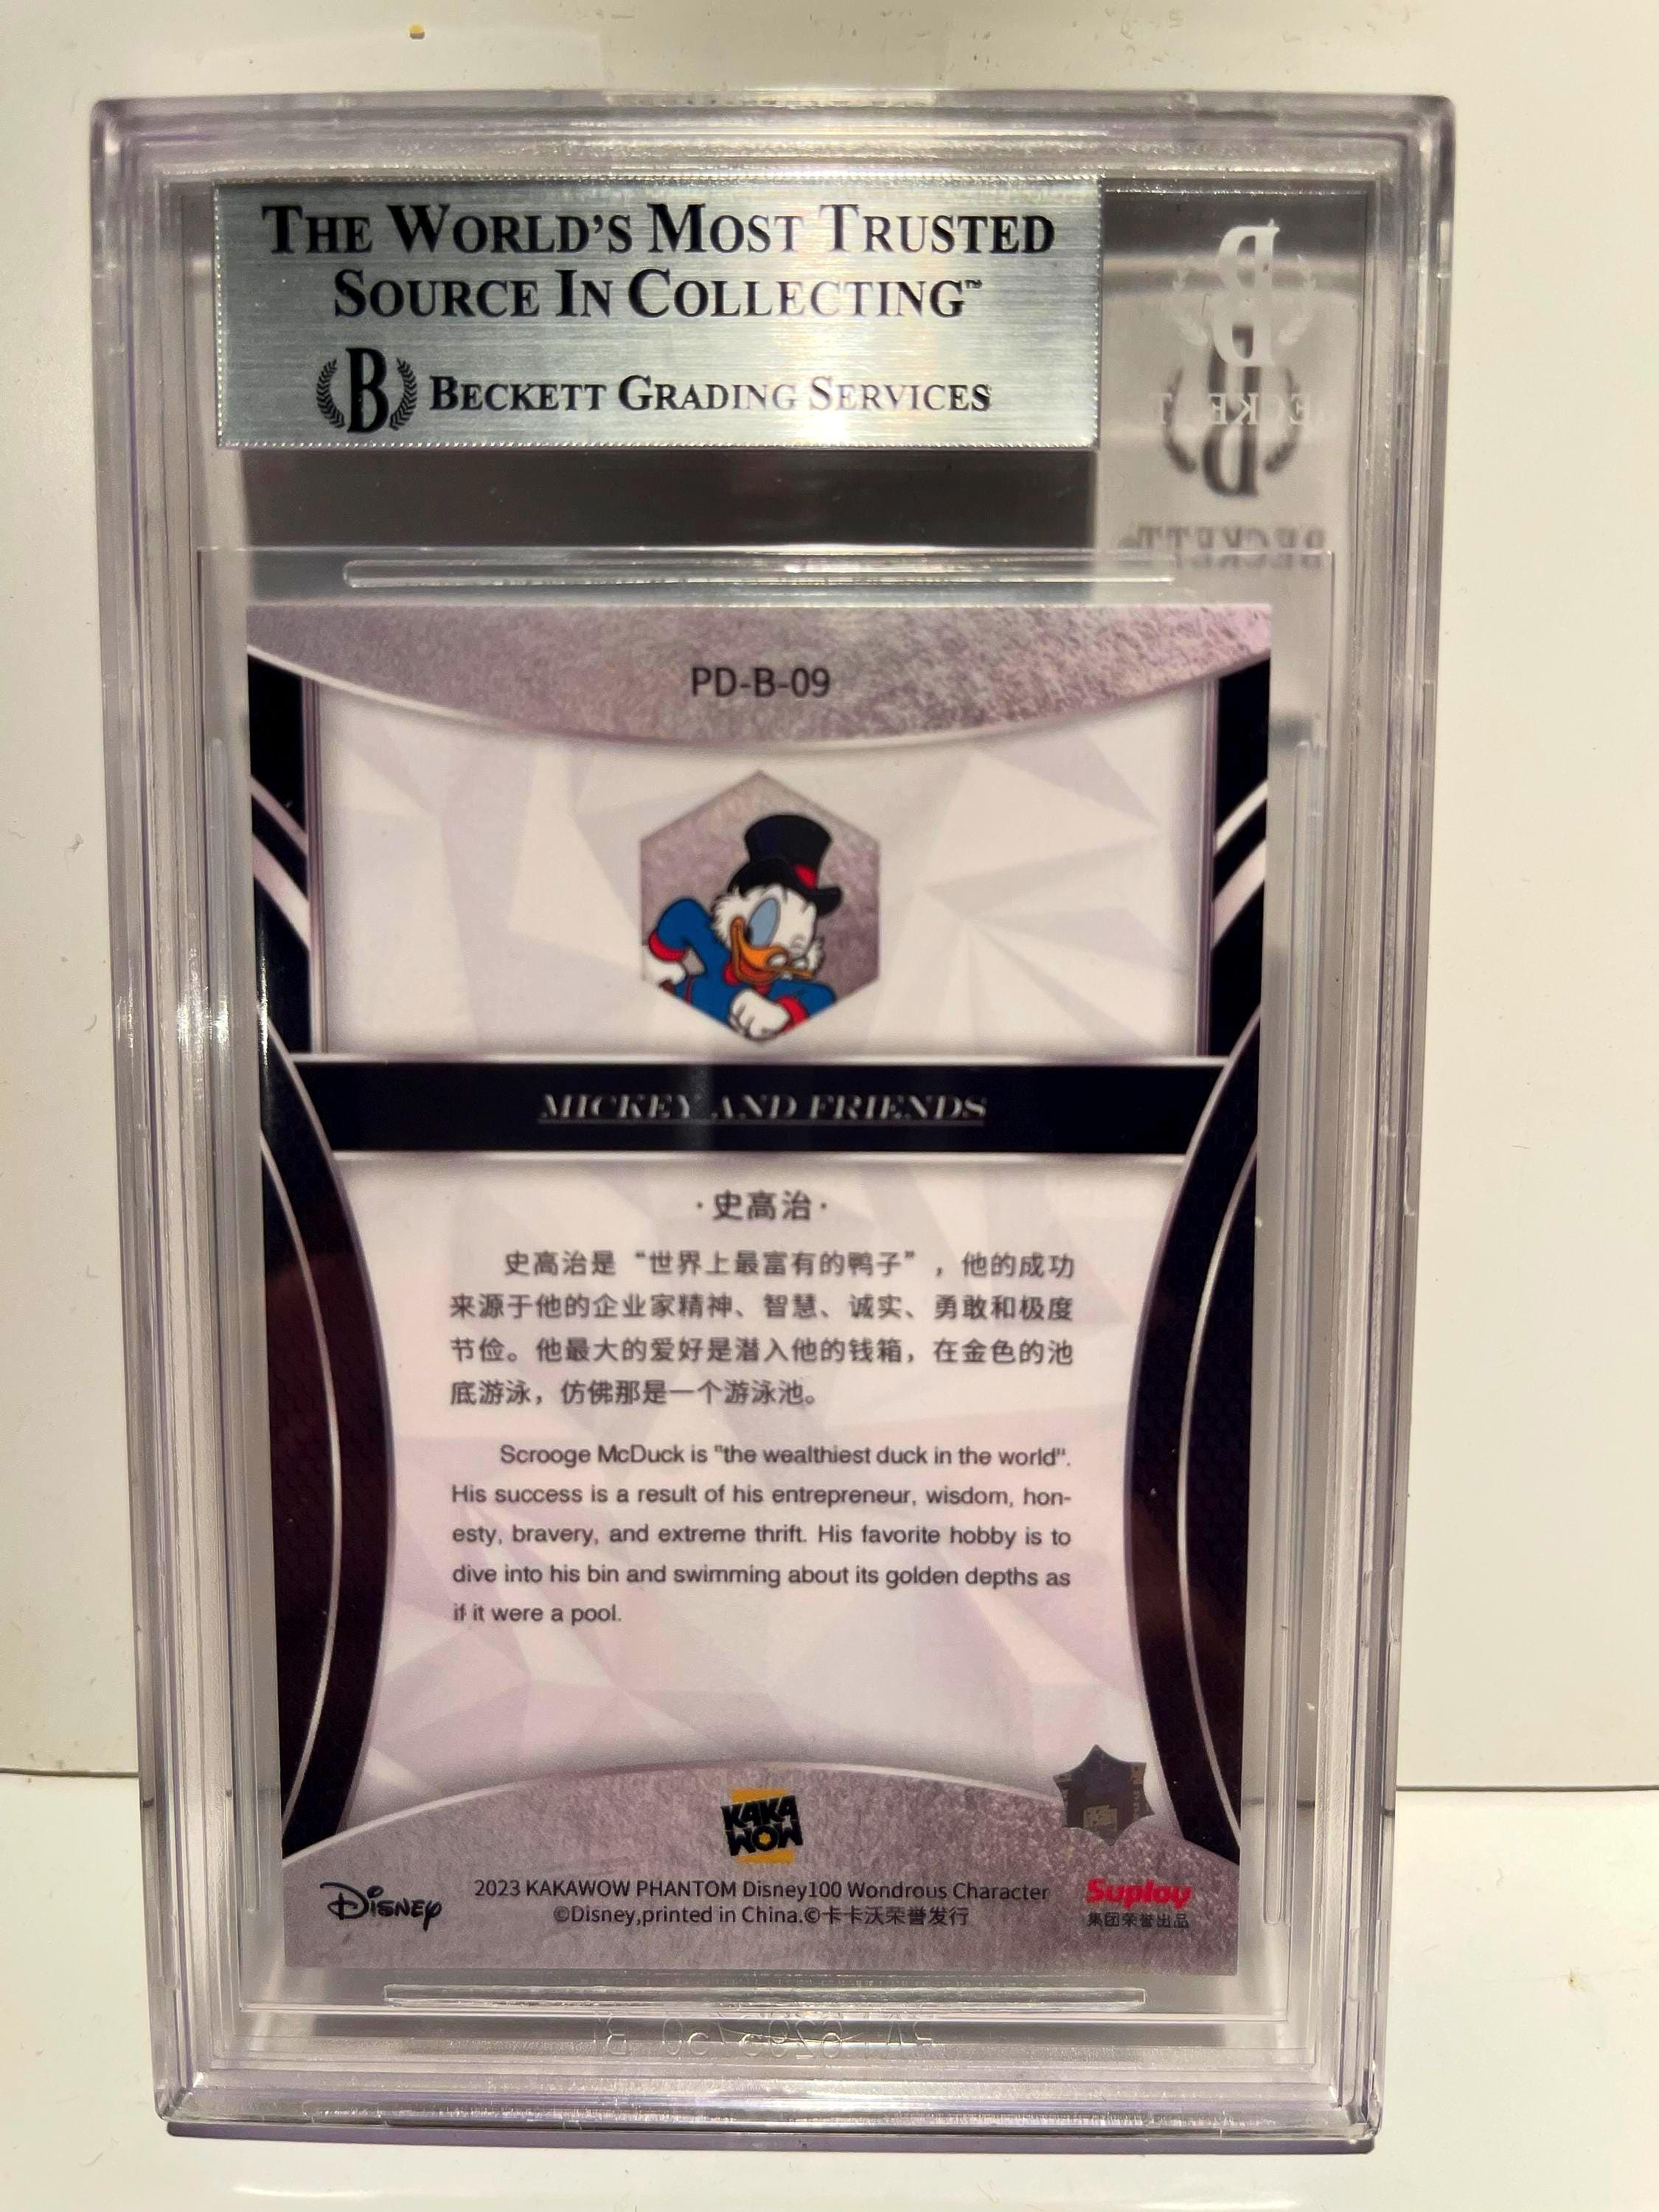 THE WORLD'S MOST TRUSTED
SOURCE IN COLLECTING™
B BECKETT GRADING SERVICES
B
BECKETT
PD-B-09
MICKEY AND FRIENDS
·史高治·
史高治是“世界上最富有的鸭子”，他的成功
来源于他的企业家精神、智慧、诚实、勇敢和极度
节俭。他最大的爱好是潜入他的钱箱，在金色的池
底游泳，仿佛那是一个游泳池。
Scrooge McDuck is "the wealthiest duck in the world".
His success is a result of his entrepreneur, wisdom, hon-
esty, bravery, and extreme thrift. His favorite hobby is to
dive into his bin and swimming about its golden depths as
if it were a pool.
KAKA
WOW
Disney
2023 KAKAWOW PHANTOM Disney100 Wondrous Character
©Disney,printed in China.©卡卡沃荣誉发行
Suplay
集团荣誉出品